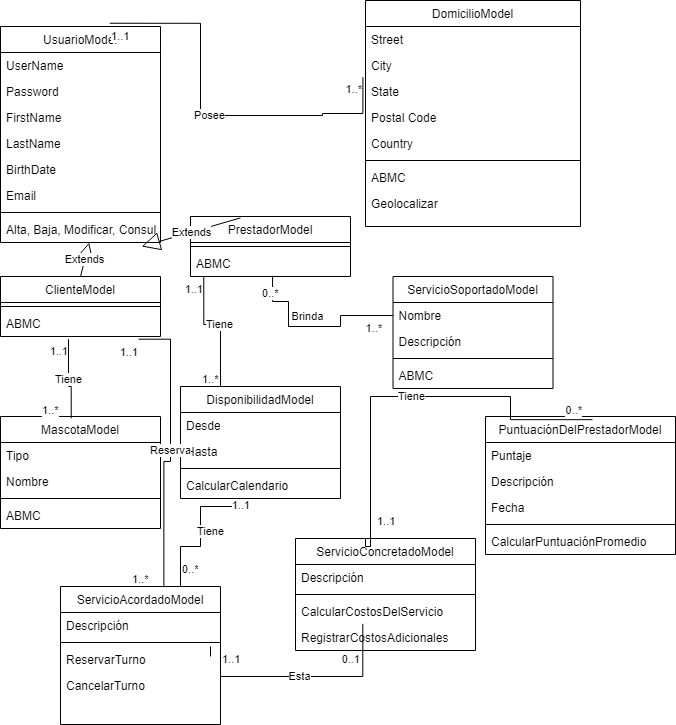 DomicilioModel
Street
City
State
Postal Code
Country
ABMC
Geolocalizar
1..1
UsuarioModel
UserName
Password
FirstName
LastName
BirthDate
Email
Alta, Baja, Modificar, Consul
Posee
1..*
Extends
Extends
PrestadorModel
ABMC
ClienteModel
ABMC
1..1
0..*
Brinda
1..*
ServicioSoportadoModel
Nombre
Descripción
ABMC
Tiene
1..*
1..1
1..1
Tiene
1..*
MascotaModel
Tipo
Nombre
ABMC
DisponibilidadModel
Desde
Hasta
CalcularCalendario
Reserva
Tiene
0..*
PuntuaciónDelPrestadorModel
Puntaje
Descripción
Fecha
CalcularPuntuaciónPromedio
1..1
1..1
Tiene
0..*
1..*
ServicioConcretadoModel
Descripción
CalcularCostosDelServicio
RegistrarCostosAdicionales
ServicioAcordadoModel
Descripción
ReservarTurno
CancelarTurno
1..1
Esta
0..1